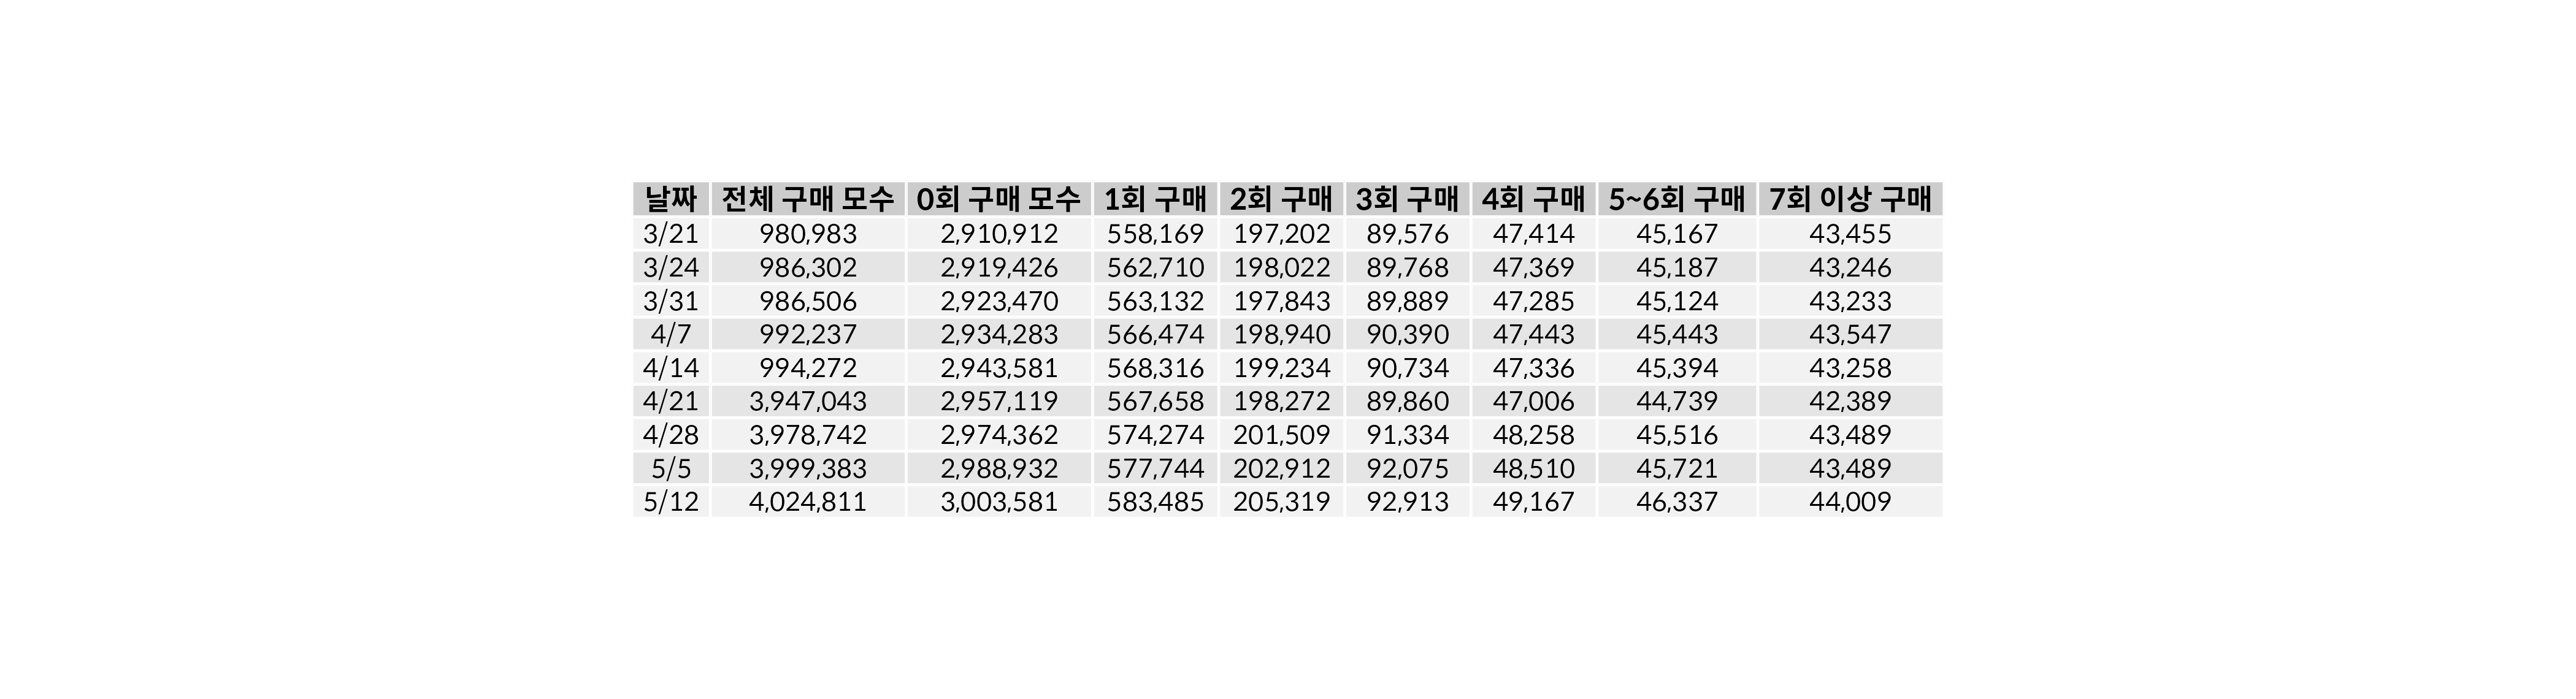 날짜 전체 구매 모수 0회 구매 모수 1회 구매 2회 구매 3회 구매 4회 구매 5~6회 구매 7회 이상 구매
3/21 980,983 2,910,912 558,169 197,202 89,576 47,414 45,167 43,455
3/24 986,302 2,919,426 562,710 198,022 89,768 47,369 45,187 43,246
3/31 986,506 2,923,470 563,132 197,843 89,889 47,285 45,124 43,233
4/7 992,237 2,934,283 566,474 198,940 90,390 47,443 45,443 43,547
4/14 994,272 2,943,581 568,316 199,234 90,734 47,336 45,394 43,258
4/21 3,947,043 2,957,119 567,658 198,272 89,860 47,006 44,739 42,389
4/28 3,978,742 2,974,362 574,274 201,509 91,334 48,258 45,516 43,489
5/5 3,999,383 2,988,932 577,744 202,912 92,075 48,510 45,721 43,489
5/12 4,024,811 3,003,581 583,485 205,319 92,913 49,167 46,337 44,009